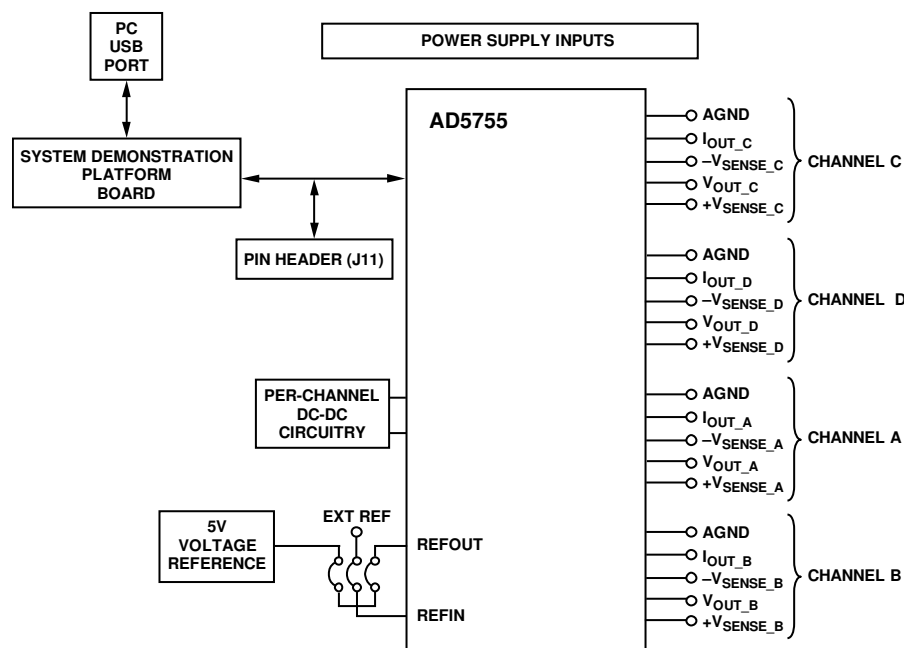 PC
USB
PORT
POWER SUPPLY INPUTS
AD5755
SYSTEM DEMONSTRATION
PLATFORM
BOARD
PIN HEADER (J11)
PER-CHANNEL
DC-DC
CIRCUITRY
5V
VOLTAGE
REFERENCE
EXT REF
REFOUT
REFIN
AGND
IOUT_C
–VSENSE_C
VOUT_C
+VSENSE_C
CHANNEL C
AGND
IOUT_D
–VSENSE_D
VOUT_D
+VSENSE_D
CHANNEL D
AGND
IOUT_A
–VSENSE_A
VOUT_A
+VSENSE_A
CHANNEL A
AGND
IOUT_B
–VSENSE_B
VOUT_B
+VSENSE_B
CHANNEL B